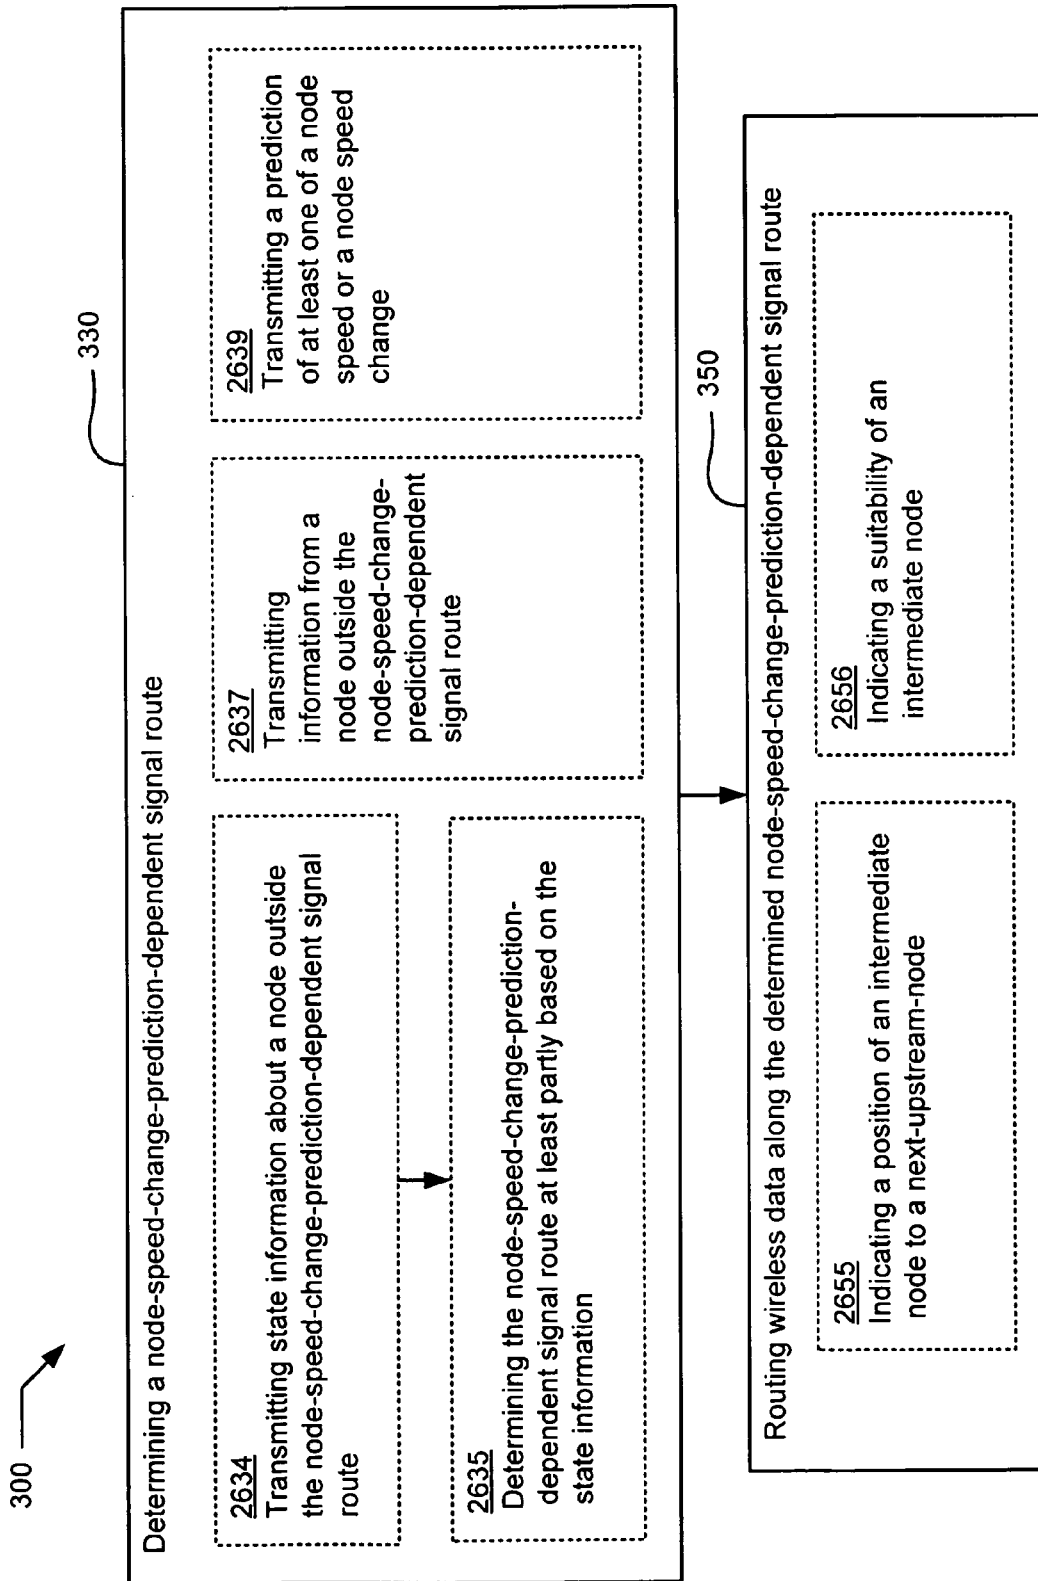 300
330
Determining a node-speed-change-prediction-dependent signal route
2634
Transmitting state information about a node outside
the node-speed-change-prediction-dependent signal
route
2635
Determining the node-speed-change-prediction-
dependent signal route at least partly based on the
state information
2637
Transmitting
information from a
node outside the
node-speed-change-
prediction-dependent
signal route
2639
Transmitting a prediction
of at least one of a node
speed or a node speed
change
350
Routing wireless data along the determined node-speed-change-prediction-dependent signal route
2655
Indicating a position of an intermediate
node to a next-upstream-node
2656
Indicating a suitability of an
intermediate node